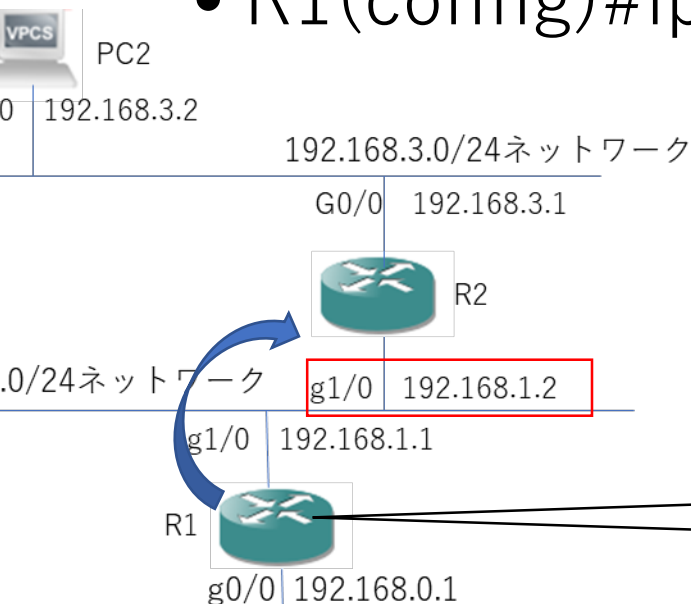 • R1(config)#ip
VPCS
PC2
0 192.168.3.2
192.168.3.0/24ネットワーク
G0/0 192.168.3.1
R2
.0/24ネットワーク
g1/0 192.168.1.2
g1/0 192.168.1.1
R1
g0/0 192.168.0.1